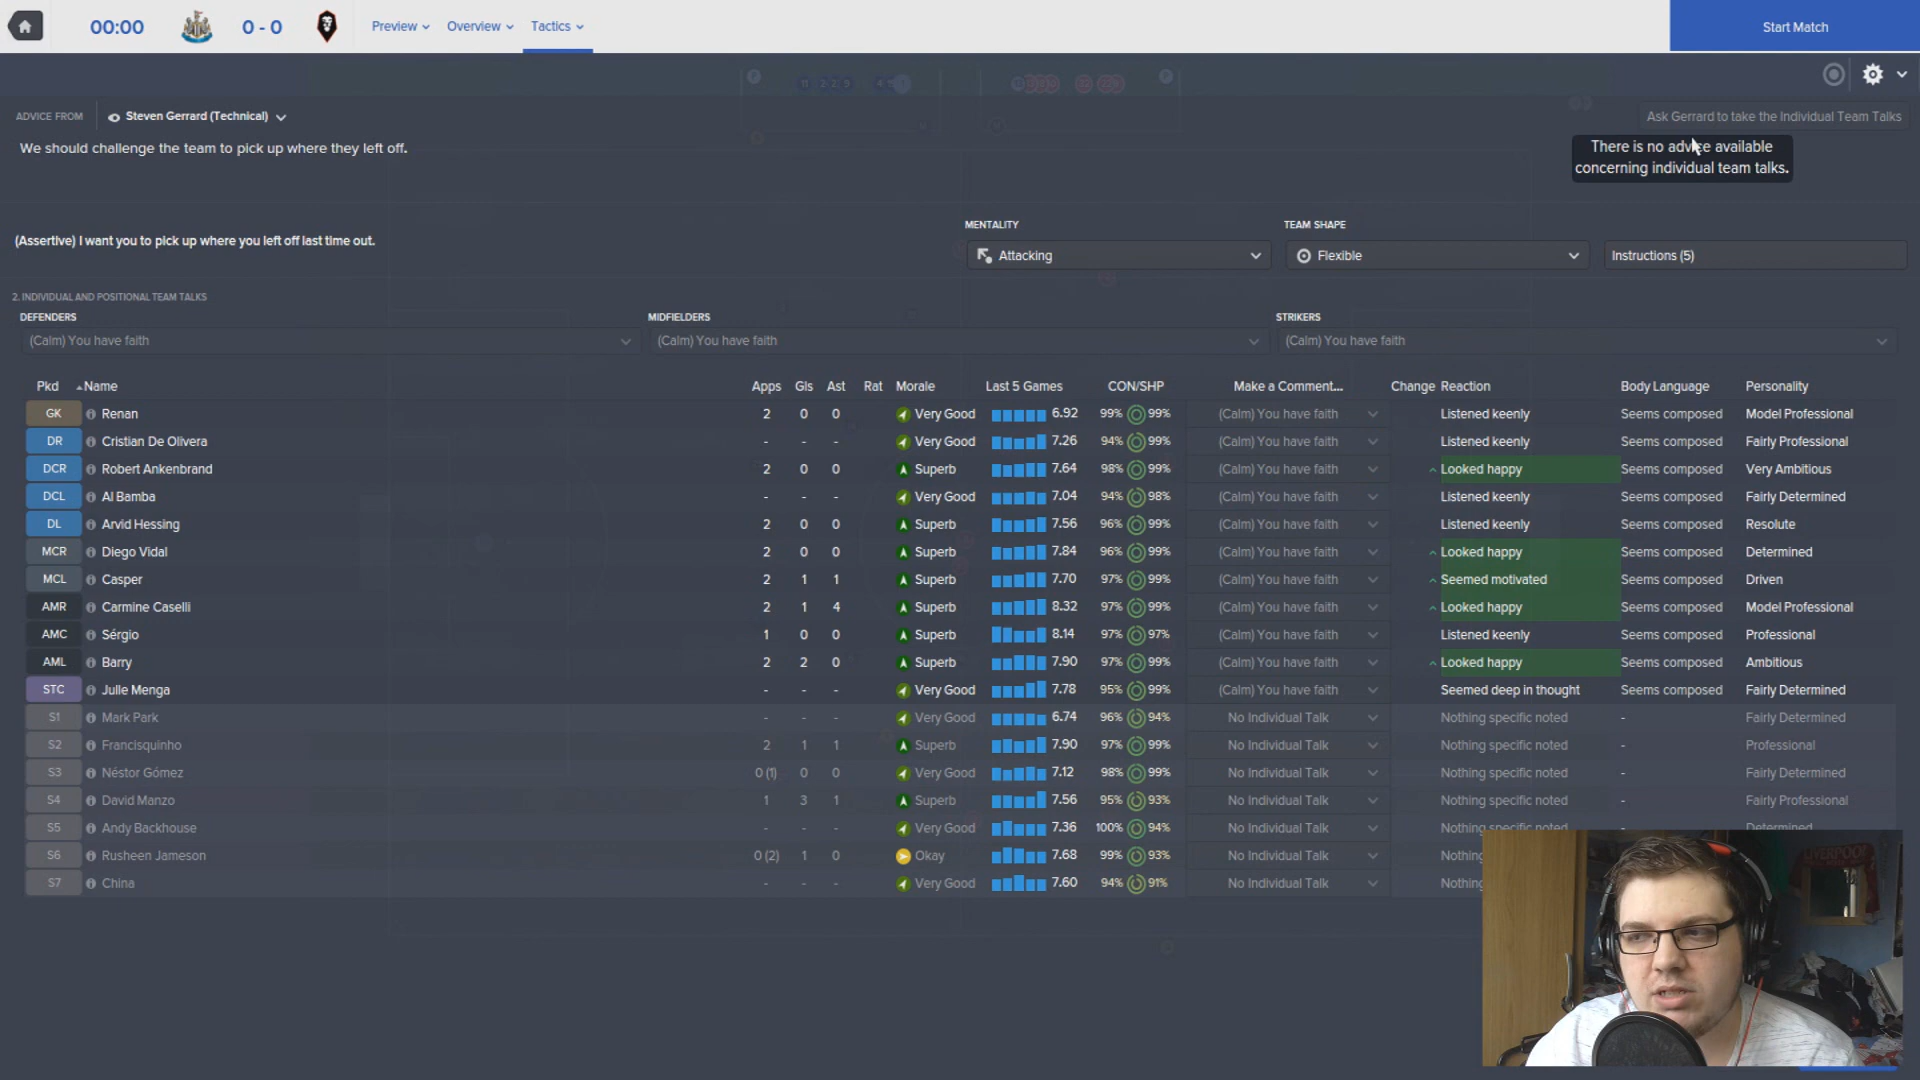 00:00 0 - 0 Preview Overview Tactics Start Match
ADVICE FROM Steven Gerrard (Technical) Ask Gerrard to take the Individual Team Talks
We should challenge the team to pick up where they left off.
There is no advice available
concerning individual team talks.
MENTALITY TEAM SHAPE
(Assertive) I want you to pick up where you left off last time out. Attacking Flexible Instructions (5)
2. INDIVIDUAL AND POSITIONAL TEAM TALKS
DEFENDERS MIDFIELDERS STRIKERS
(Calm) You have faith (Calm) You have faith (Calm) You have faith
Pkd Name Apps Gls Ast Rat Morale Last 5 Games CON/SHP Make a Comment... Change Reaction Body Language Personality
GK Renan 2 0 0 Very Good 6.92 99% 99% (Calm) You have faith Listened keenly Seems composed Model Professional
DR Cristian De Olivera - - - Very Good 7.26 94% 99% (Calm) You have faith Listened keenly Seems composed Fairly Professional
DCR Robert Ankenbrand 2 0 0 Superb 7.64 98% 99% (Calm) You have faith Looked happy Seems composed Very Ambitious
DCL Al Bamba - - - Very Good 7.04 94% 98% (Calm) You have faith Listened keenly Seems composed Fairly Determined
DL Arvid Hessing 2 0 0 Superb 7.56 96% 99% (Calm) You have faith Listened keenly Seems composed Resolute
MCR Diego Vidal 2 0 0 Superb 7.84 96% 99% (Calm) You have faith Looked happy Seems composed Determined
MCL Casper 2 1 1 Superb 7.70 97% 99% (Calm) You have faith Seemed motivated Seems composed Driven
AMR Carmine Caselli 2 1 4 Superb 8.32 97% 99% (Calm) You have faith Looked happy Seems composed Model Professional
AMC Sérgio 1 0 0 Superb 8.14 97% 97% (Calm) You have faith Listened keenly Seems composed Professional
AML Barry 2 2 0 Superb 7.90 97% 99% (Calm) You have faith Looked happy Seems composed Ambitious
STC Julle Menga - - - Very Good 7.78 95% 99% (Calm) You have faith Seemed deep in thought Seems composed Fairly Determined
S1 Mark Park - - - Very Good 6.74 96% 94% No Individual Talk Nothing specific noted - Fairly Determined
S2 Francisquinho 2 1 1 Superb 7.90 97% 99% No Individual Talk Nothing specific noted - Professional
S3 Néstor Gómez 0 (1) 0 0 Very Good 7.12 98% 99% No Individual Talk Nothing specific noted - Fairly Determined
S4 David Manzo 1 3 1 Superb 7.56 95% 93% No Individual Talk Nothing specific noted - Fairly Professional
S5 Andy Backhouse - - - Very Good 7.36 100% 94% No Individual Talk Nothing specific noted - Determined
S6 Rusheen Jameson 0 (2) 1 0 Okay 7.68 99% 93% No Individual Talk
S7 China - - - Very Good 7.60 94% 91% No Individual Talk
LIVERPOOL